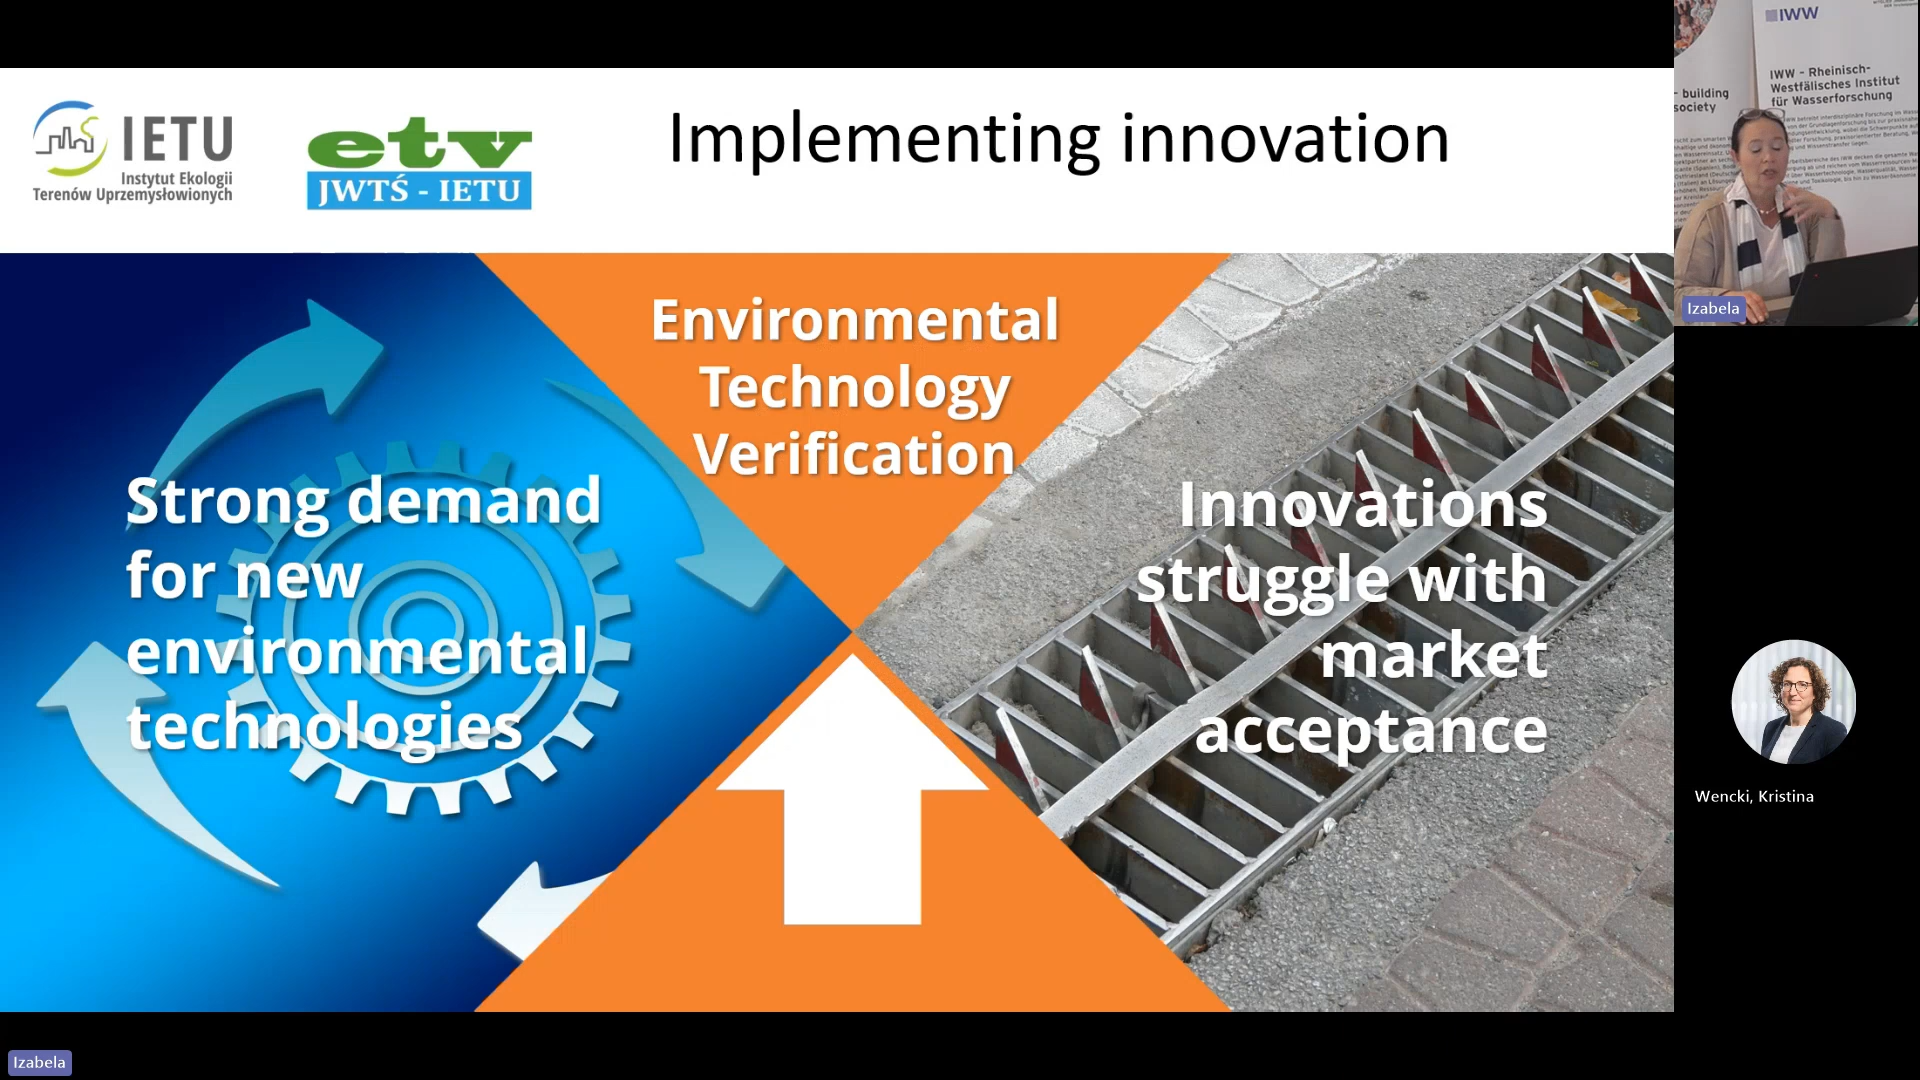 IETU
Instytut Ekologii
Terenów Uprzemysłowionych
etv
JWTŚ - IETU
Implementing innovation
Environmental
Technology
Verification
Strong demand
for new
environmental
technologies
Innovations
struggle with
market
acceptance
IWW
- building
society
IWW - Rheinisch-
Westfälisches Institut
für Wasserforschung
Izabela
Wencki, Kristina
Izabela